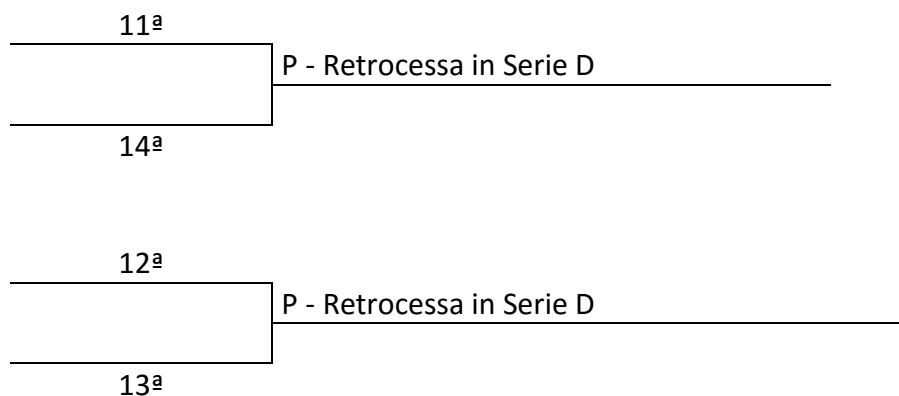 11ª
P - Retrocessa in Serie D
14ª
12ª
P - Retrocessa in Serie D
13ª